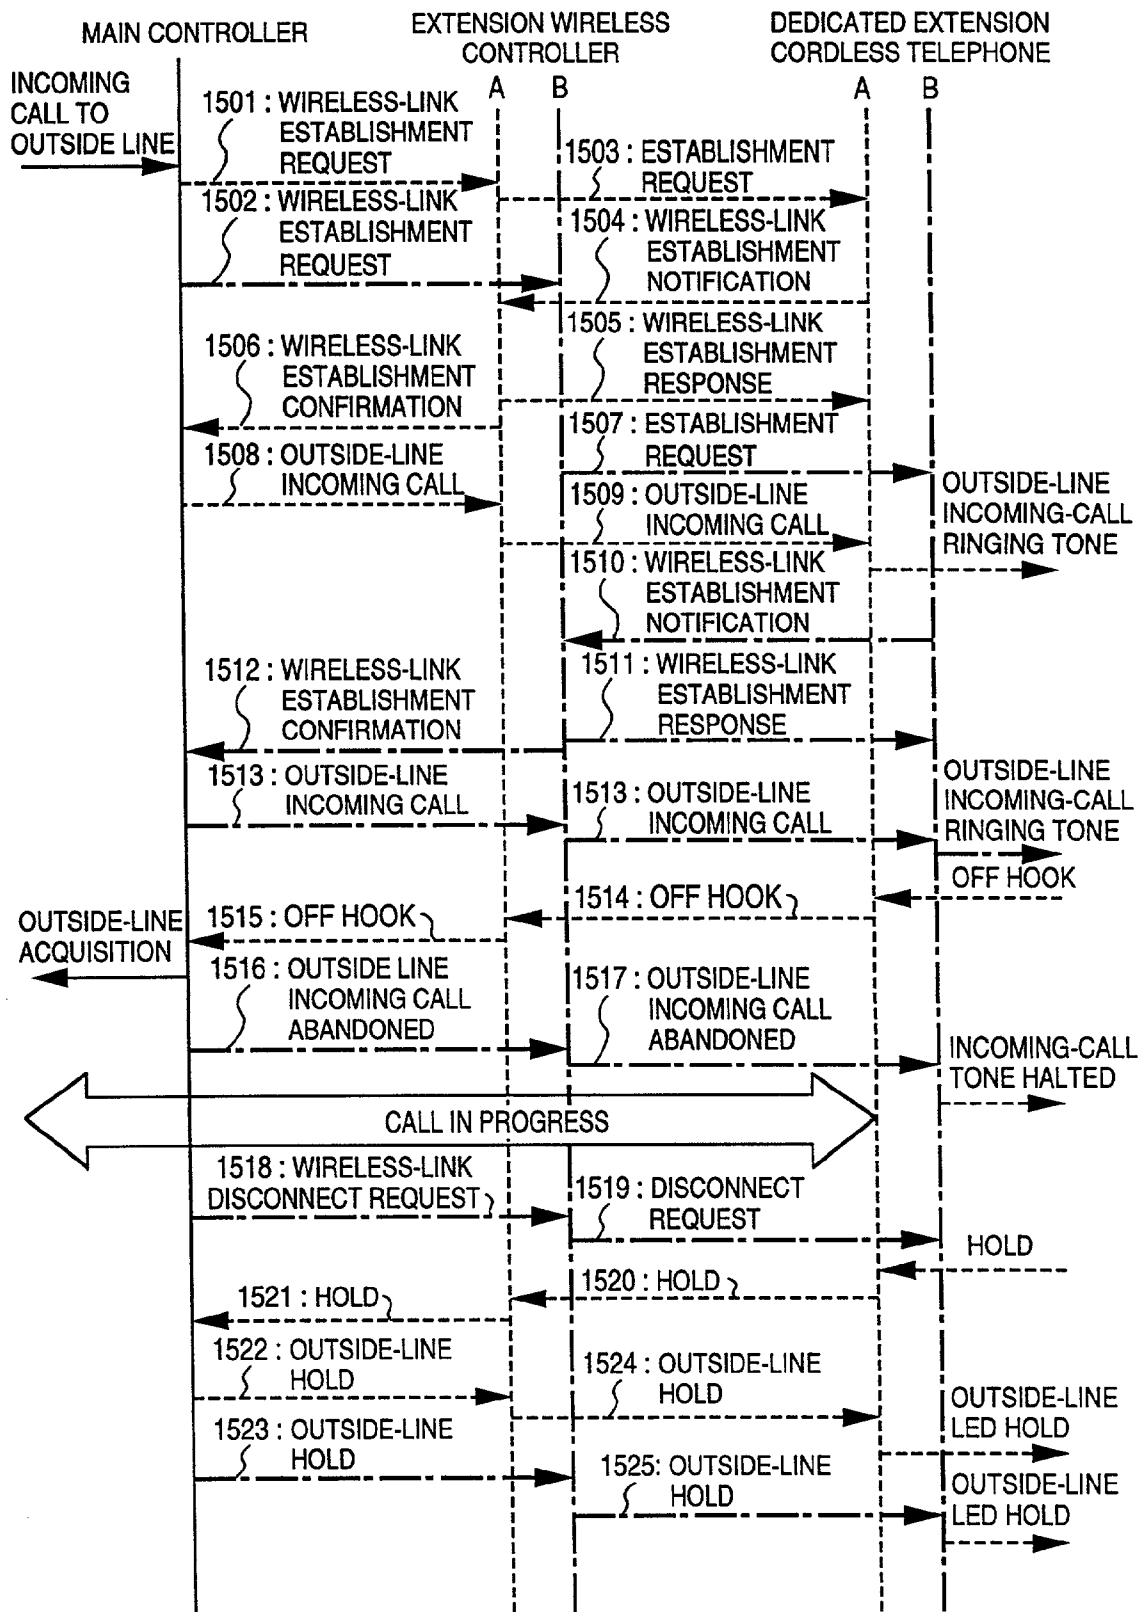 MAIN CONTROLLER
EXTENSION WIRELESS
CONTROLLER
DEDICATED EXTENSION
CORDLESS TELEPHONE
A
B
A
B
INCOMING
CALL TO
OUTSIDE LINE
1501 : WIRELESS-LINK
ESTABLISHMENT
REQUEST
1503 : ESTABLISHMENT
REQUEST
1502 : WIRELESS-LINK
ESTABLISHMENT
REQUEST
1504 : WIRELESS-LINK
ESTABLISHMENT
NOTIFICATION
1505 : WIRELESS-LINK
ESTABLISHMENT
RESPONSE
1506 : WIRELESS-LINK
ESTABLISHMENT
CONFIRMATION
1507 : ESTABLISHMENT
REQUEST
1508 : OUTSIDE-LINE
INCOMING CALL
1509 : OUTSIDE-LINE
INCOMING CALL
OUTSIDE-LINE
INCOMING-CALL
RINGING TONE
1510 : WIRELESS-LINK
ESTABLISHMENT
NOTIFICATION
1511 : WIRELESS-LINK
ESTABLISHMENT
RESPONSE
1512 : WIRELESS-LINK
ESTABLISHMENT
CONFIRMATION
1513 : OUTSIDE-LINE
INCOMING CALL
1513 : OUTSIDE-LINE
INCOMING CALL
OUTSIDE-LINE
INCOMING-CALL
RINGING TONE
OFF HOOK
1514 : OFF HOOK
1515 : OFF HOOK
OUTSIDE-LINE
ACQUISITION
1516 : OUTSIDE LINE
INCOMING CALL
ABANDONED
1517 : OUTSIDE-LINE
INCOMING CALL
ABANDONED
INCOMING-CALL
TONE HALTED
CALL IN PROGRESS
1518 : WIRELESS-LINK
DISCONNECT REQUEST
1519 : DISCONNECT
REQUEST
HOLD
1520 : HOLD
1521 : HOLD
1522 : OUTSIDE-LINE
HOLD
1524 : OUTSIDE-LINE
HOLD
OUTSIDE-LINE
LED HOLD
1523 : OUTSIDE-LINE
HOLD
1525: OUTSIDE-LINE
HOLD
OUTSIDE-LINE
LED HOLD